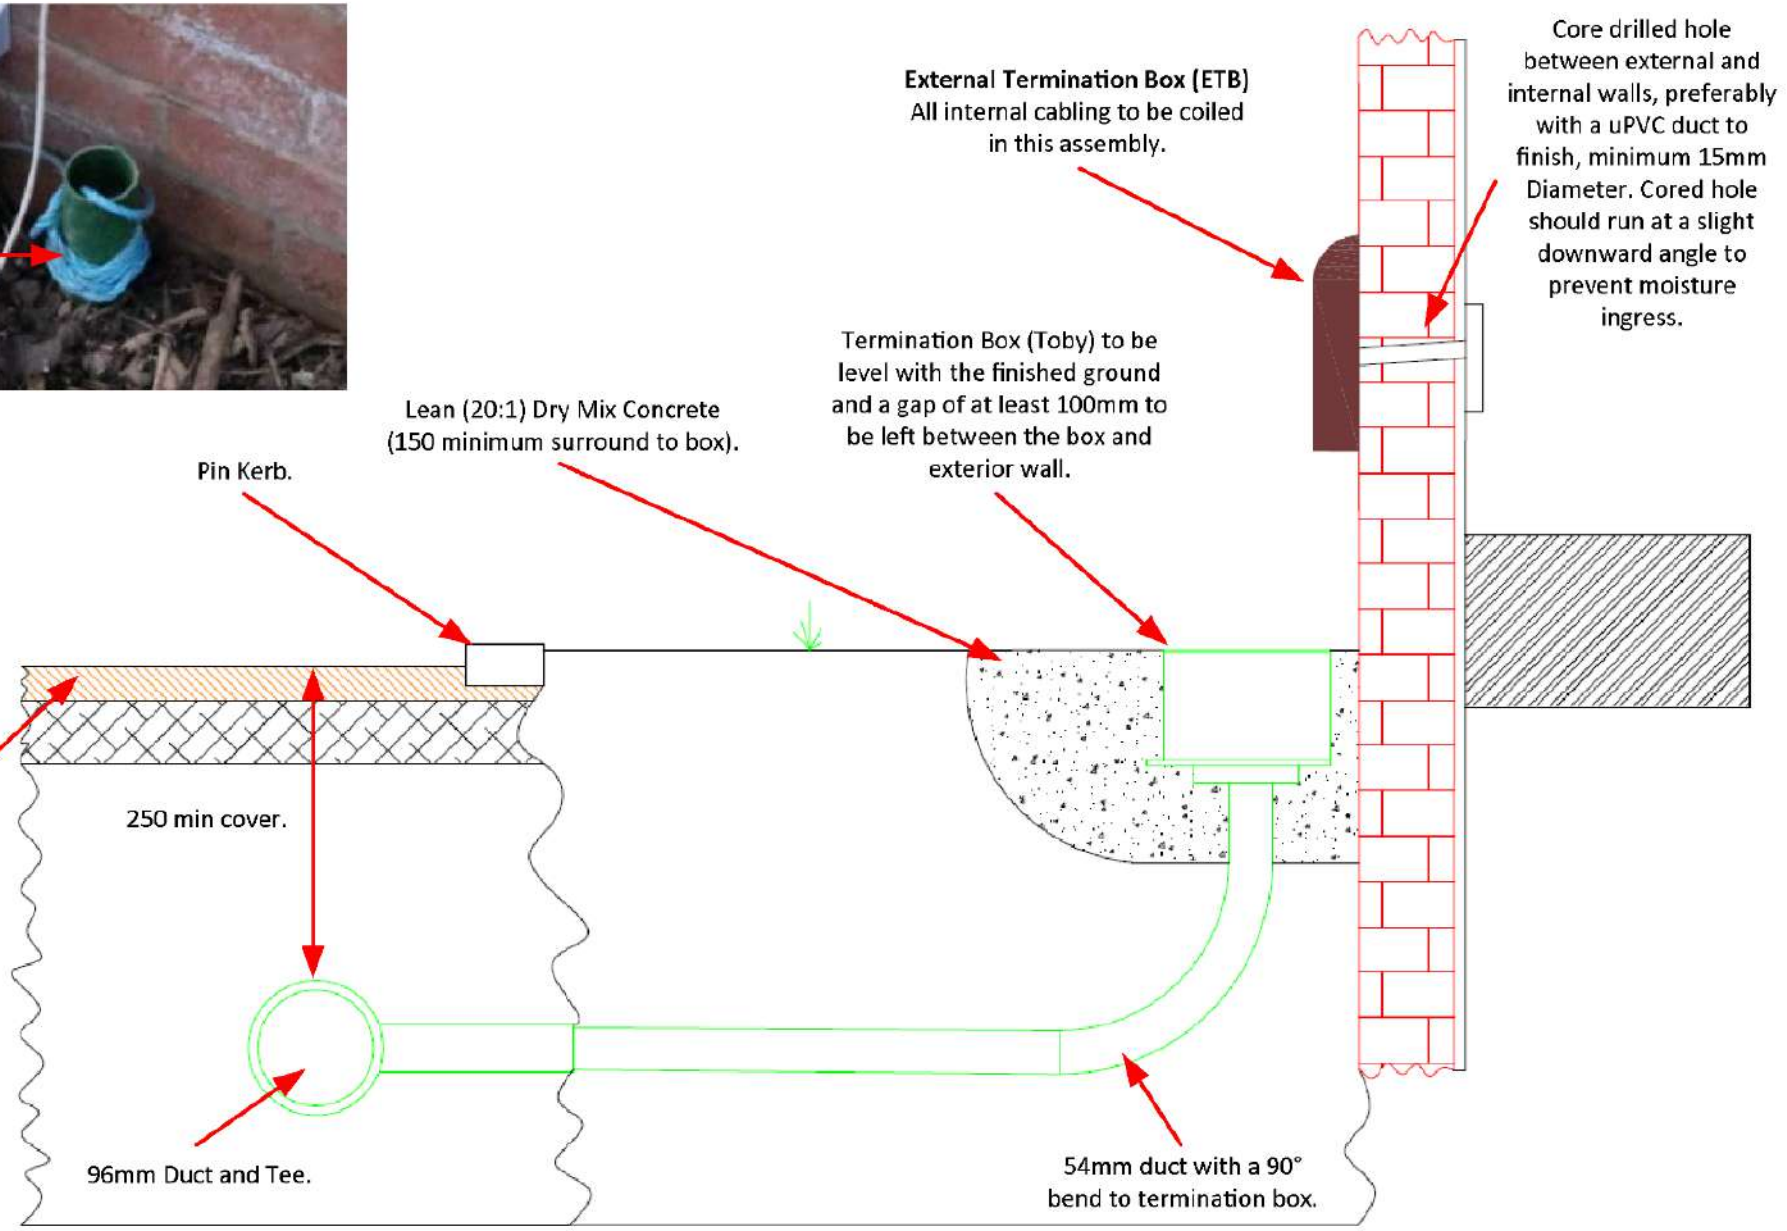 Core drilled hole
between external and
internal walls, preferably
with a uPVC duct to
finish, minimum 15mm
Diameter. Cored hole
should run at a slight
downward angle to
prevent moisture
ingress.
External Termination Box (ETB)
All internal cabling to be coiled
in this assembly.
Termination Box (Toby) to be
level with the finished ground
and a gap of at least 100mm to
be left between the box and
exterior wall.
Lean (20:1) Dry Mix Concrete
(150 minimum surround to box).
Pin Kerb.
250 min cover.
96mm Duct and Tee.
54mm duct with a 90°
bend to termination box.